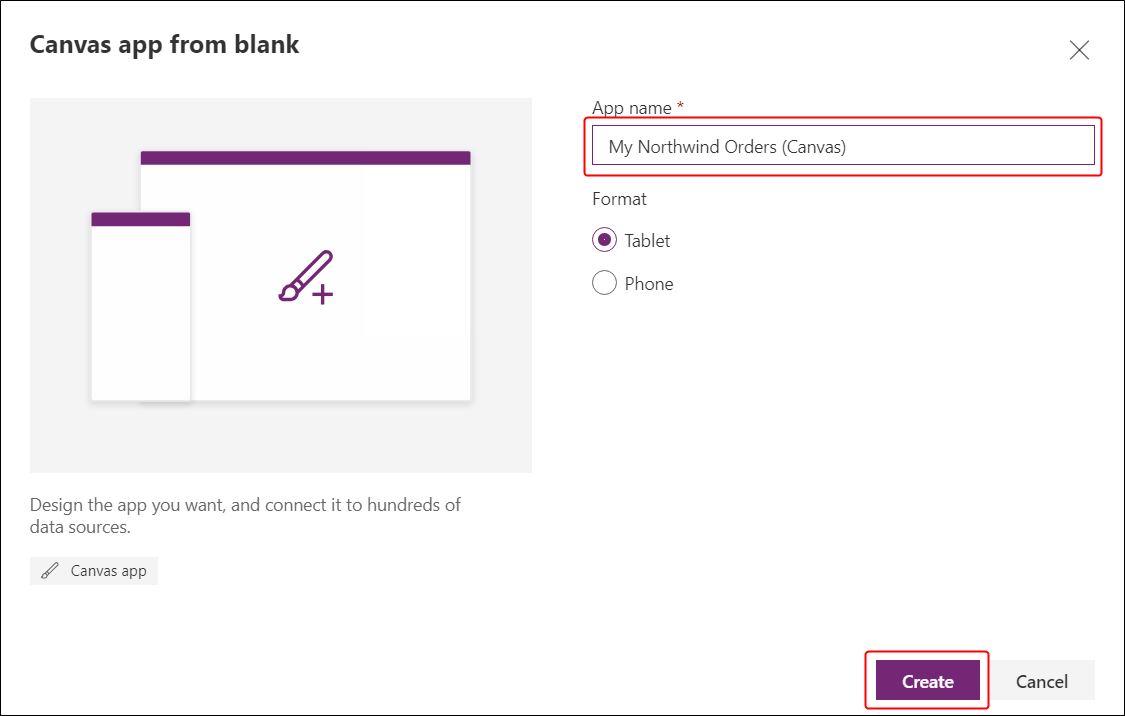 Canvas app from blank
App name *
My Northwind Orders (Canvas)
Format
Tablet
Phone
Design the app you want, and connect it to hundreds of
data sources.
Canvas app
Create
Cancel